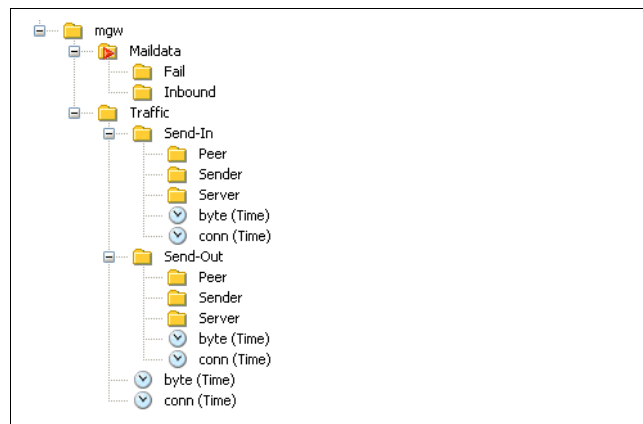 mgw
Maildata
Fail
Inbound
Traffic
Send-In
Peer
Sender
Server
byte (Time)
conn (Time)
Send-Out
Peer
Sender
Server
byte (Time)
conn (Time)
byte (Time)
conn (Time)